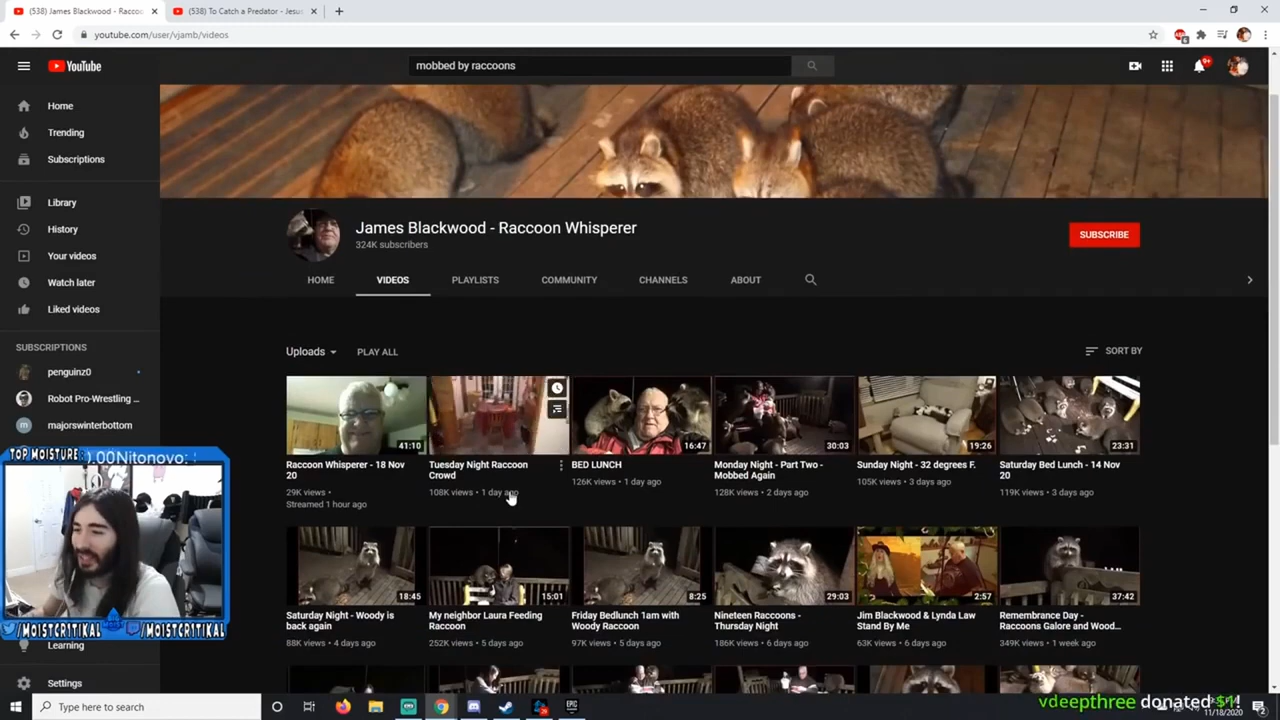 (538) James Blackwood - Racco
(538) To Catch a Predator - Jesu
youtube.com/user/vjamb/videos
YouTube
mobbed by raccoons
9+
Home
Trending
Subscriptions
Library
History
Your videos
Watch later
Liked videos
SUBSCRIPTIONS
penguinz0
Robot Pro-Wrestling ...
majorswinterbottom
James Blackwood - Raccoon Whisperer
324K subscribers
SUBSCRIBE
HOME
VIDEOS
PLAYLISTS
COMMUNITY
CHANNELS
ABOUT
Uploads
PLAY ALL
SORT BY
41:10
16:47
30:03
19:26
23:31
Raccoon Whisperer - 18 Nov
20
29K views •
Streamed 1 hour ago
Tuesday Night Raccoon
Crowd
108K views • 1 day ago
BED LUNCH
126K views • 1 day ago
Monday Night - Part Two -
Mobbed Again
128K views • 2 days ago
Sunday Night - 32 degrees F.
105K views • 3 days ago
Saturday Bed Lunch - 14 Nov
20
119K views • 3 days ago
18:45
15:01
8:25
29:03
2:57
37:42
Saturday Night - Woody is
back again
88K views • 4 days ago
My neighbor Laura Feeding
Raccoon
252K views • 5 days ago
Friday Bedlunch 1am with
Woody Raccoon
97K views • 5 days ago
Nineteen Raccoons -
Thursday Night
186K views • 6 days ago
Jim Blackwood & Lynda Law
Stand By Me
63K views • 6 days ago
Remembrance Day -
Raccoons Galore and Wood...
349K views • 1 week ago
TOP MOISTURE:
0.00Nitonovo:
/MOISTCRITIKAL
/MOISTCRITIKAL
Learning
Settings
Type here to search
vdeepthree donated $1!
11/18/2020